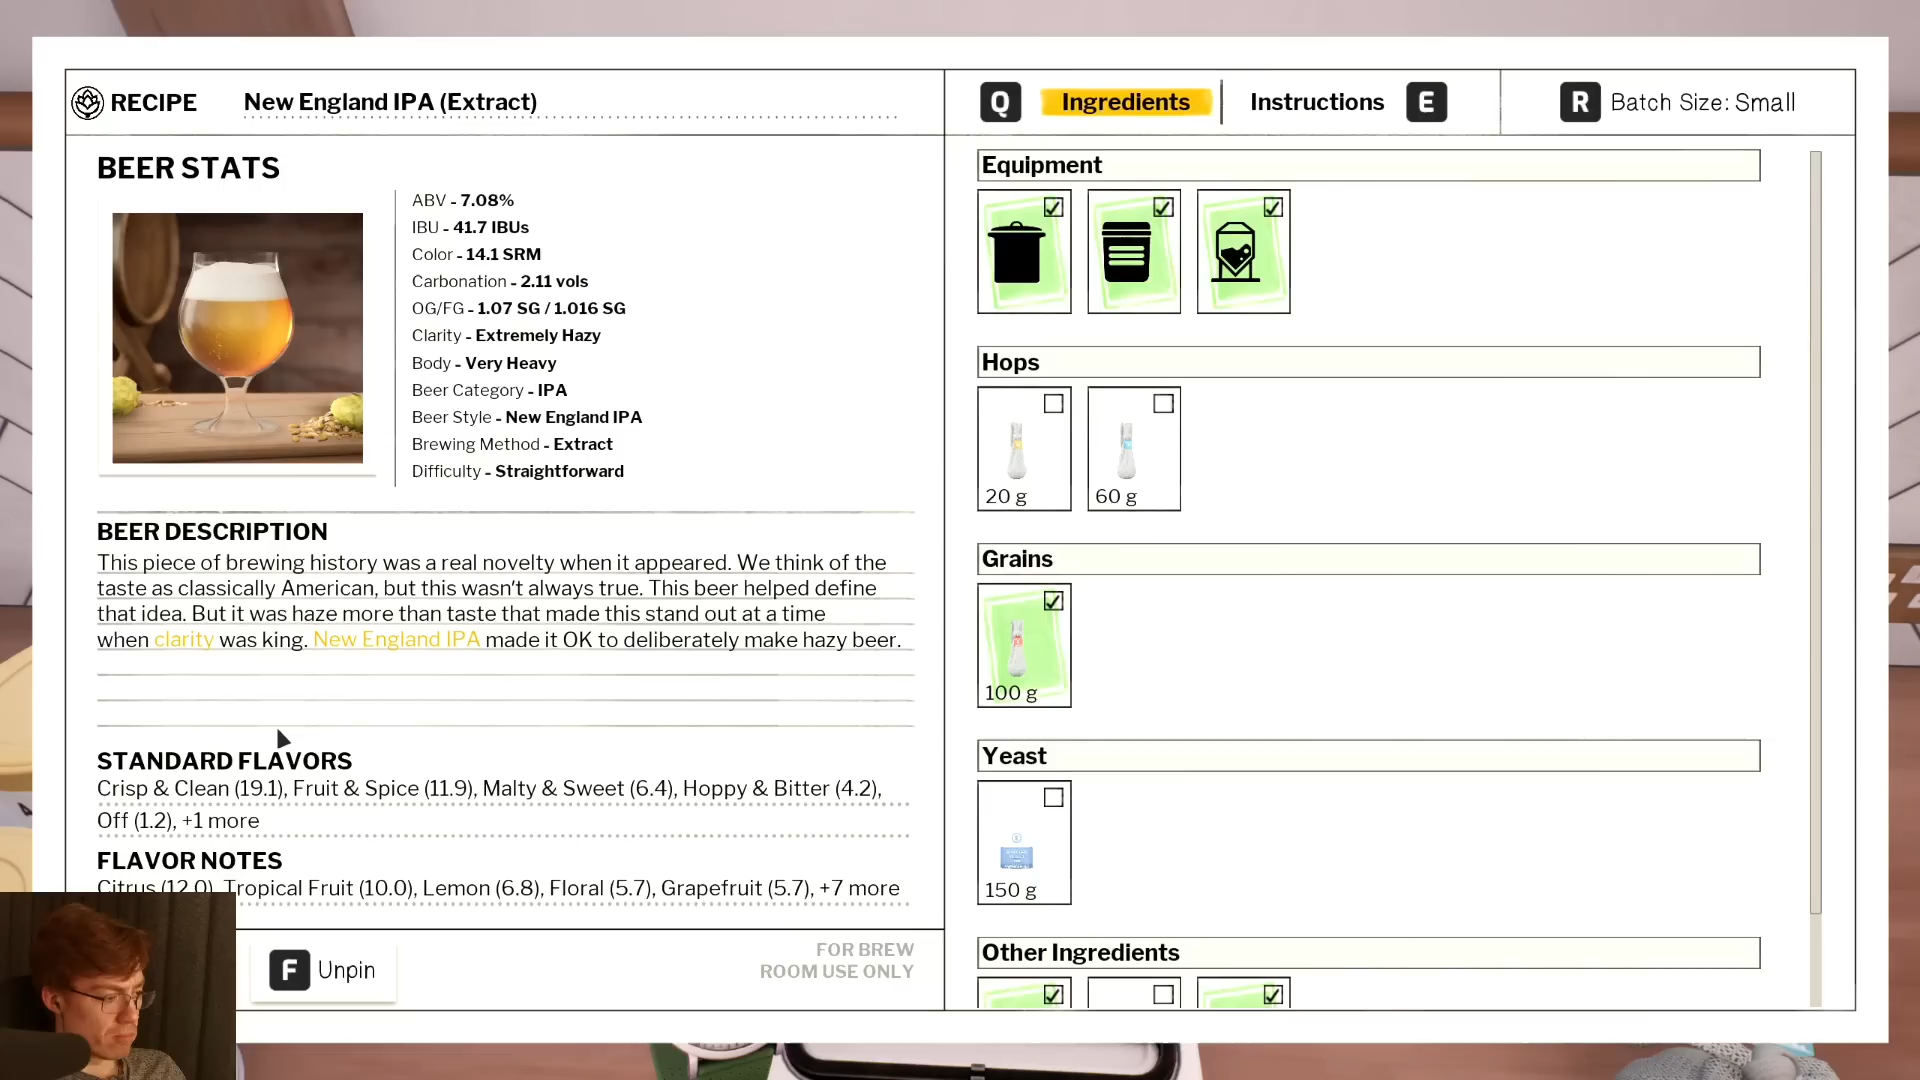 RECIPE
New England IPA (Extract)
Q
Ingredients
Instructions
E
R
Batch Size: Small
BEER STATS
ABV - 7.08%
IBU - 41.7 IBUs
Color - 14.1 SRM
Carbonation - 2.11 vols
OG/FG - 1.07 SG / 1.016 SG
Clarity - Extremely Hazy
Body - Very Heavy
Beer Category - IPA
Beer Style - New England IPA
Brewing Method - Extract
Difficulty - Straightforward
BEER DESCRIPTION
This piece of brewing history was a real novelty when it appeared. We think of the
taste as classically American, but this wasn't always true. This beer helped define
that idea. But it was haze more than taste that made this stand out at a time
when clarity was king. New England IPA made it OK to deliberately make hazy beer.
STANDARD FLAVORS
Crisp & Clean (19.1), Fruit & Spice (11.9), Malty & Sweet (6.4), Hoppy & Bitter (4.2),
Off (1.2), +1 more
FLAVOR NOTES
Citrus (12.0), Tropical Fruit (10.0), Lemon (6.8), Floral (5.7), Grapefruit (5.7), +7 more
F
Unpin
FOR BREW
ROOM USE ONLY
Equipment
Hops
20 g
60 g
Grains
100 g
Yeast
150 g
Other Ingredients